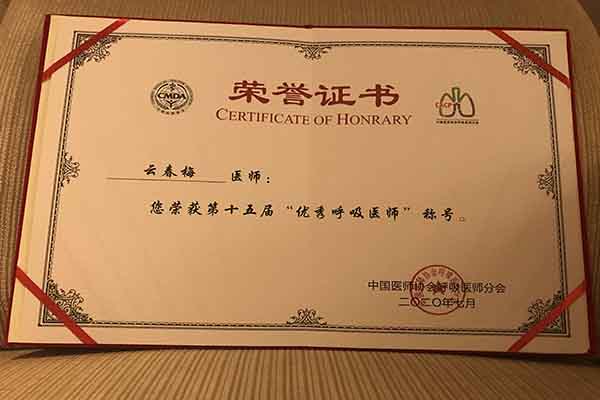 CMDA
荣誉证书
CERTIFICATE OF HONRARY
云春梅 医师:
您荣获第十五届“优秀呼吸医师”称号。
中国医师协会呼吸医师分会
二〇二〇年七月